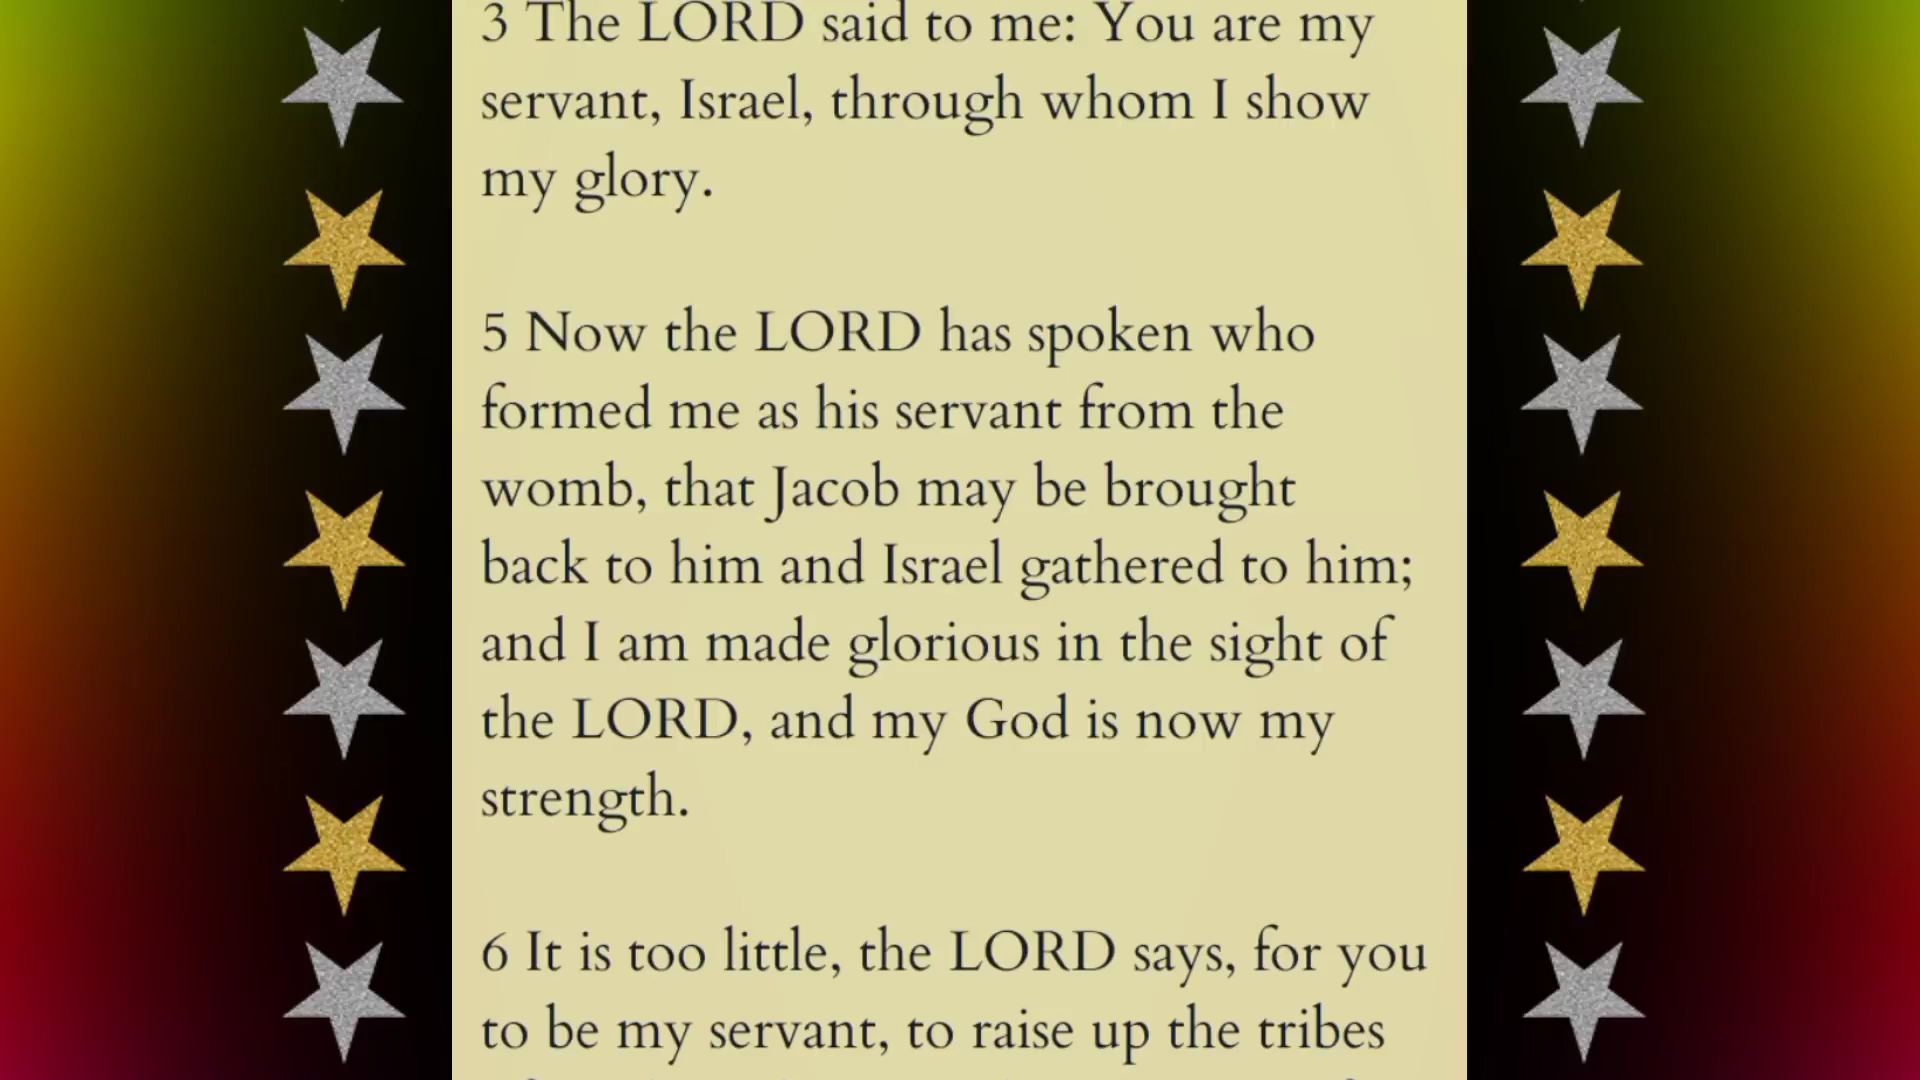 3 The LORD said to me: You are my
servant, Israel, through whom I show
my glory.
5 Now the LORD has spoken who
formed me as his servant from the
womb, that Jacob may be brought
back to him and Israel gathered to him;
and I am made glorious in the sight of
the LORD, and my God is now my
strength.
6 It is too little, the LORD says, for you
to be my servant, to raise up the tribes